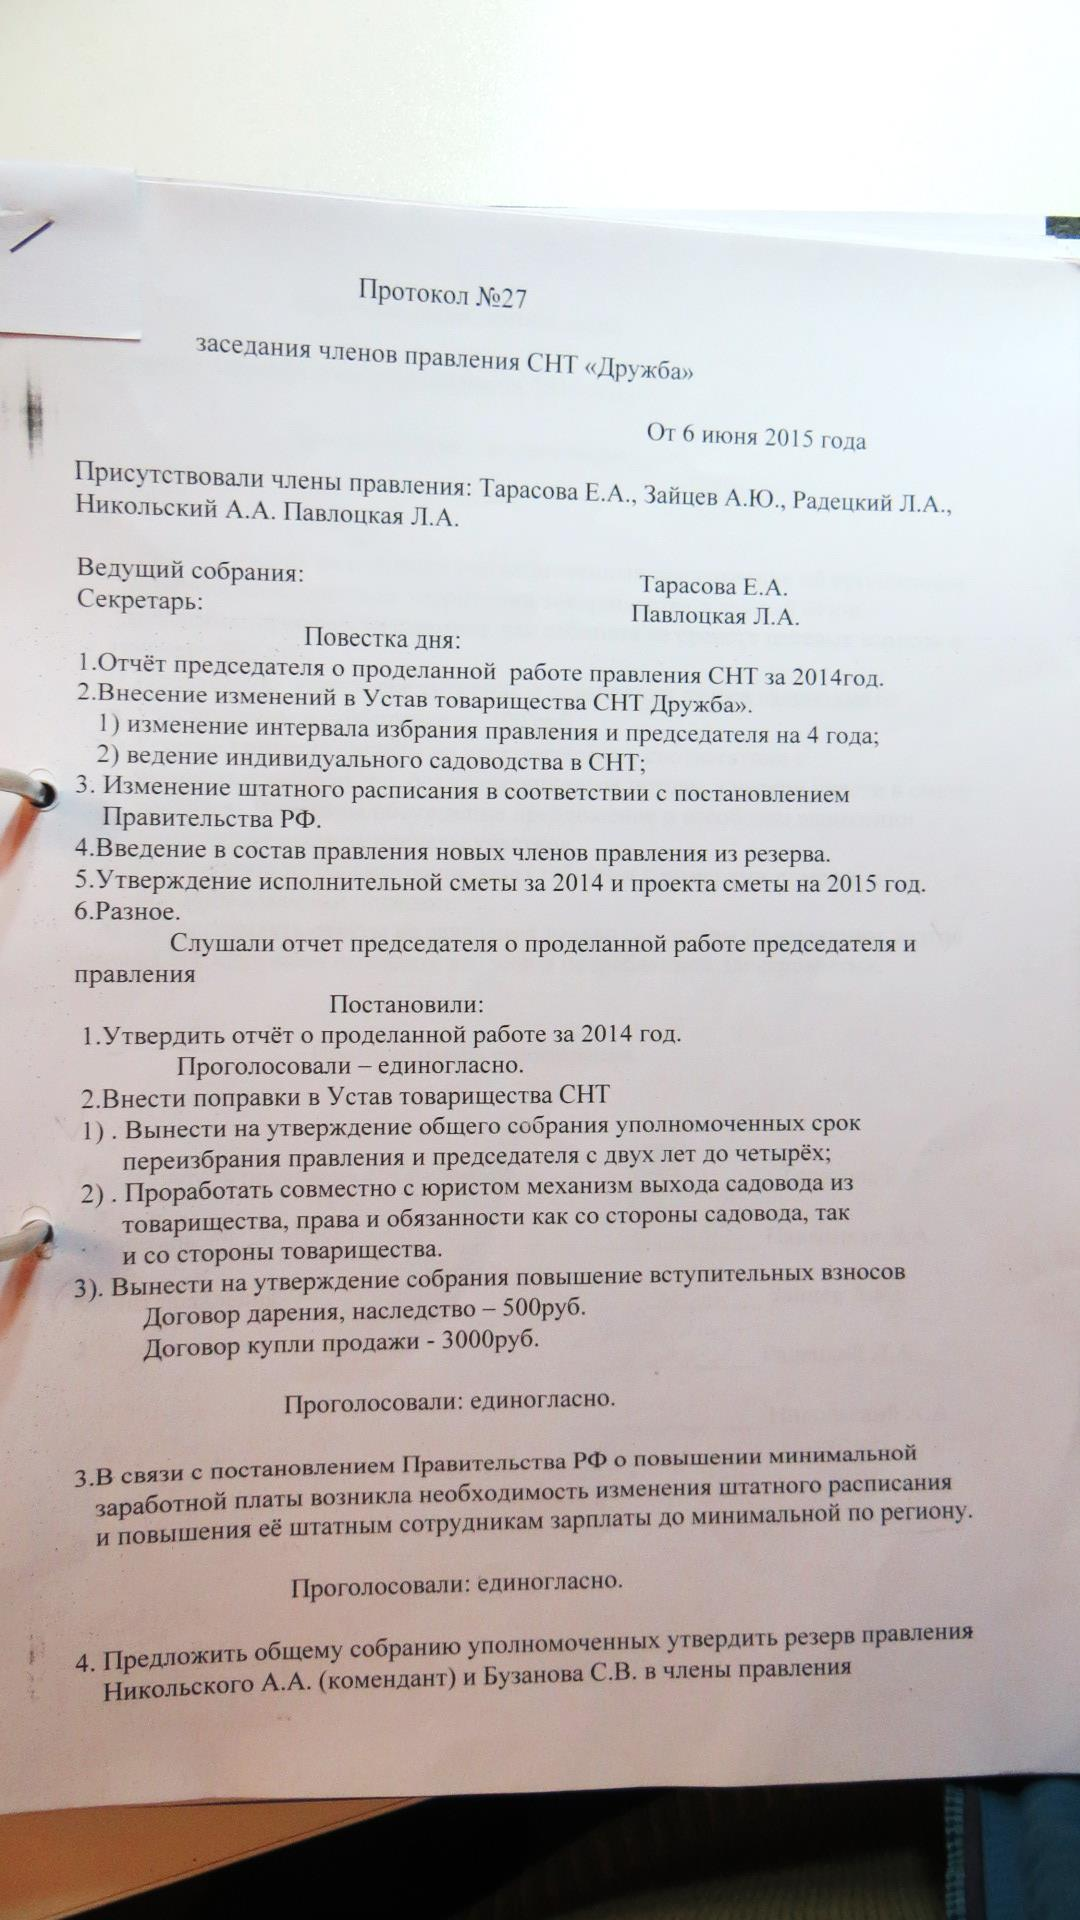 Протокол №27
заседания членов правления СНТ «Дружба»
От 6 июня 2015 года
Присутствовали члены правления: Тарасова Е.А., Зайцев А.Ю., Радецкий Л.А.,
Никольский А.А. Павлоцкая Л.А.
Ведущий собрания: Тарасова Е.А.
Секретарь: Павлоцкая Л.А.
Повестка дня:
1.Отчёт председателя о проделанной работе правления СНТ за 2014год.
2.Внесение изменений в Устав товарищества СНТ Дружба».
1) изменение интервала избрания правления и председателя на 4 года;
2) ведение индивидуального садоводства в СНТ;
3. Изменение штатного расписания в соответствии с постановлением
Правительства РФ.
4.Введение в состав правления новых членов правления из резерва.
5.Утверждение исполнительной сметы за 2014 и проекта сметы на 2015 год.
6.Разное.
Слушали отчет председателя о проделанной работе председателя и
правления
Постановили:
1.Утвердить отчёт о проделанной работе за 2014 год.
Проголосовали – единогласно.
2.Внести поправки в Устав товарищества СНТ
1) . Вынести на утверждение общего собрания уполномоченных срок
переизбрания правления и председателя с двух лет до четырёх;
2) . Проработать совместно с юристом механизм выхода садовода из
товарищества, права и обязанности как со стороны садовода, так
и со стороны товарищества.
3). Вынести на утверждение собрания повышение вступительных взносов
Договор дарения, наследство – 500руб.
Договор купли продажи - 3000руб.
Проголосовали: единогласно.
3.В связи с постановлением Правительства РФ о повышении минимальной
заработной платы возникла необходимость изменения штатного расписания
и повышения её штатным сотрудникам зарплаты до минимальной по региону.
Проголосовали: единогласно.
4. Предложить общему собранию уполномоченных утвердить резерв правления
Никольского А.А. (комендант) и Бузанова С.В. в члены правления